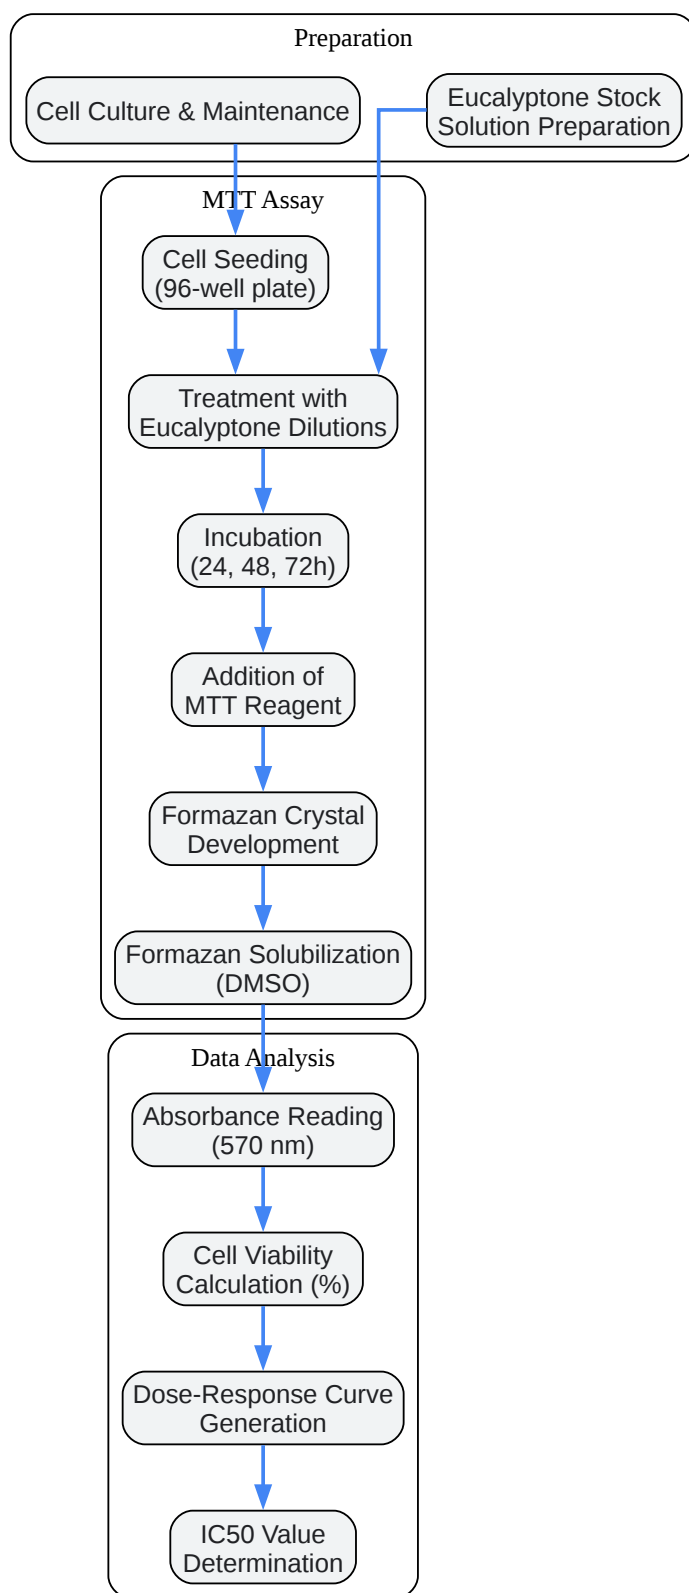 Preparation
Cell Culture & Maintenance
Eucalyptone Stock
Solution Preparation
MTT Assay
Cell Seeding
(96-well plate)
Treatment with
Eucalyptone Dilutions
Incubation
(24, 48, 72h)
Addition of
MTT Reagent
Formazan Crystal
Development
Formazan Solubilization
(DMSO)
Data Analysis
Absorbance Reading
(570 nm)
Cell Viability
Calculation (%)
Dose-Response Curve
Generation
IC50 Value
Determination